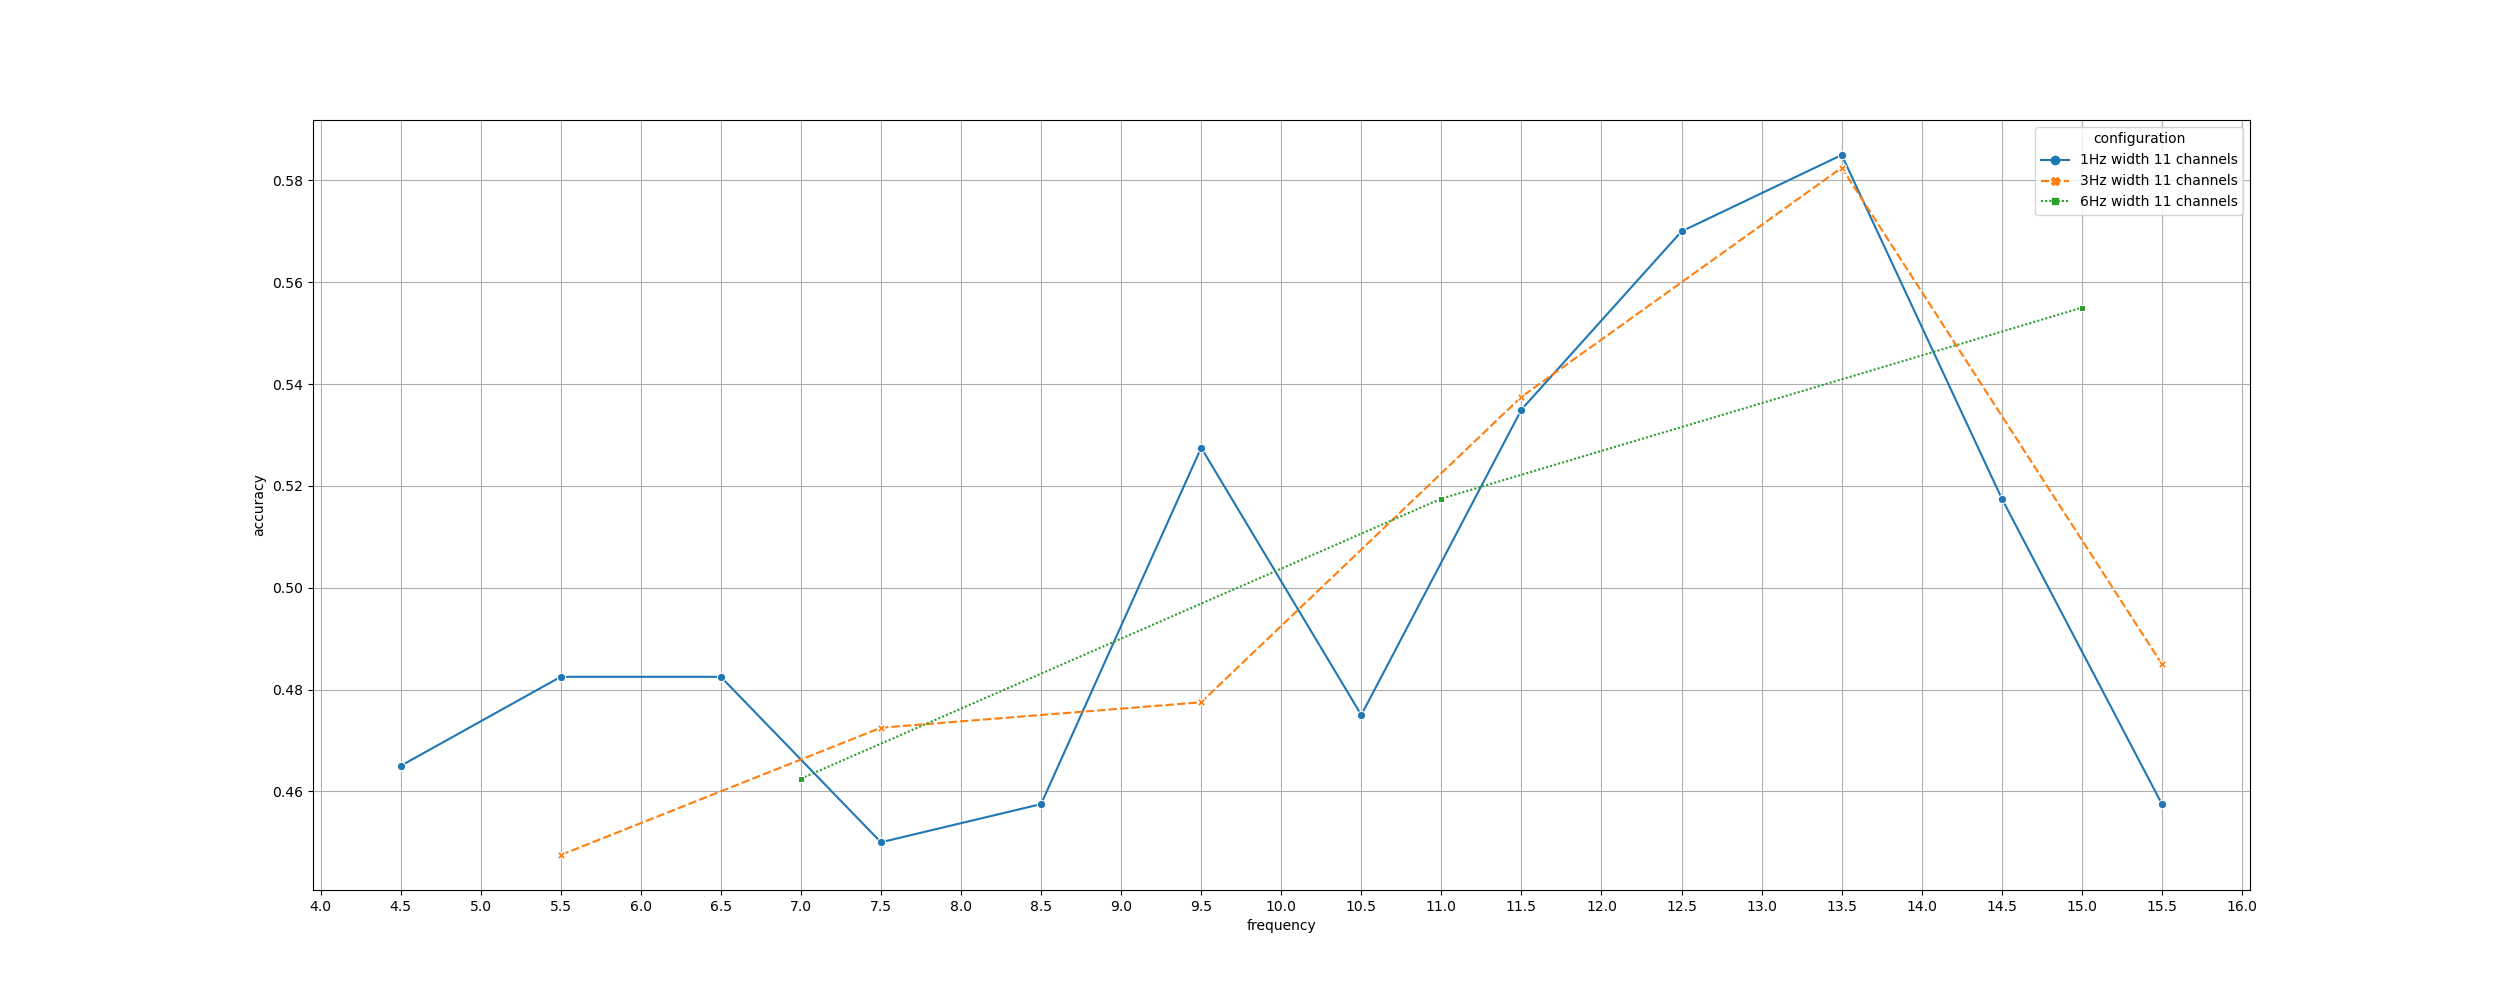 configuration
1Hz width 11 channels
3Hz width 11 channels
6Hz width 11 channels
accuracy
0.58
0.56
0.54
0.52
0.50
0.48
0.46
4.0 4.5 5.0 5.5 6.0 6.5 7.0 7.5 8.0 8.5 9.0 9.5 10.0 10.5 11.0 11.5 12.0 12.5 13.0 13.5 14.0 14.5 15.0 15.5 16.0
frequency